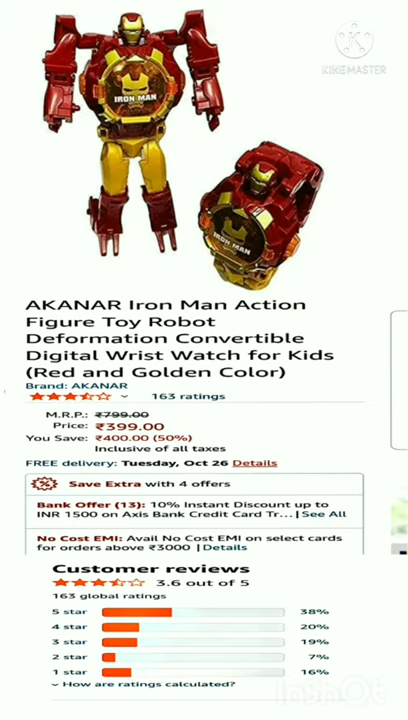 KINEMASTER
IRON MAN
IRON MAN
AKANAR Iron Man Action
Figure Toy Robot
Deformation Convertible
Digital Wrist Watch for Kids
(Red and Golden Color)
Brand: AKANAR
163 ratings
M.R.P.: ₹799.00
Price: ₹399.00
You Save: ₹400.00 (50%)
Inclusive of all taxes
FREE delivery: Tuesday, Oct 26 Details
Save Extra with 4 offers
Bank Offer (13): 10% Instant Discount up to
INR 1500 on Axis Bank Credit Card Tr... | See All
No Cost EMI: Avail No Cost EMI on select cards
for orders above ₹3000 | Details
Customer reviews
3.6 out of 5
163 global ratings
5 star 38%
4 star 20%
3 star 19%
2 star 7%
1 star 16%
How are ratings calculated?